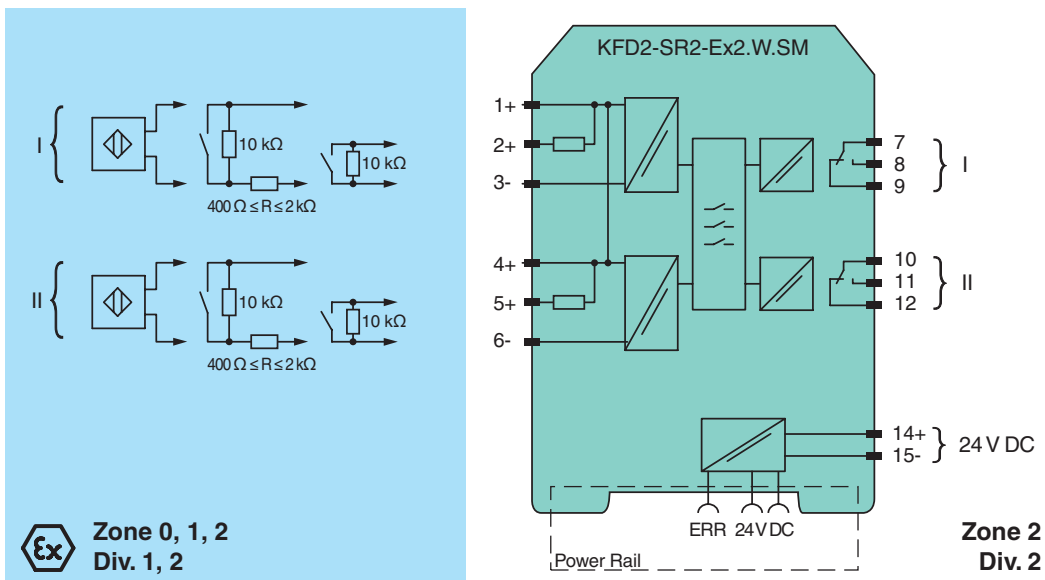 KFD2-SR2-Ex2.W.SM
I
10 kΩ
10 kΩ
400 Ω ≤ R ≤ 2 kΩ
II
10 kΩ
10 kΩ
400 Ω ≤ R ≤ 2 kΩ
1+
2+
3-
4+
5+
6-
7
8
9
I
10
11
12
II
14+
15-
24 V DC
ERR 24 V DC
Power Rail
Ex
Zone 0, 1, 2
Div. 1, 2
Zone 2
Div. 2